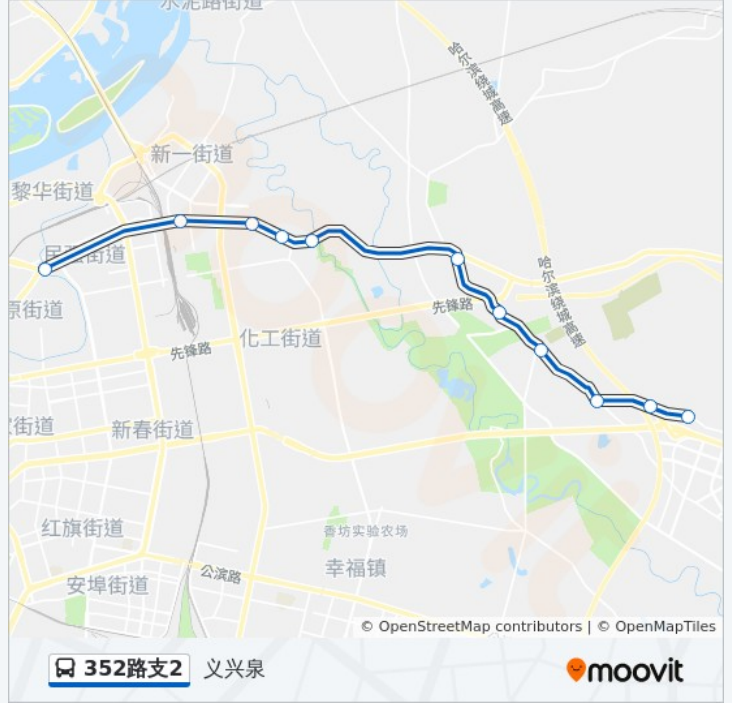 水泥路街道
哈尔滨绕城高速
新一街道
黎华街道
民强街道
哈尔滨绕城高速
原街道
先锋路
化工街道
先锋路
街道
新春街道
红旗街道
香坊实验农场
幸福镇
公滨路
安埠街道
© OpenStreetMap contributors | © OpenMapTiles
352路支2 义兴泉
moovit